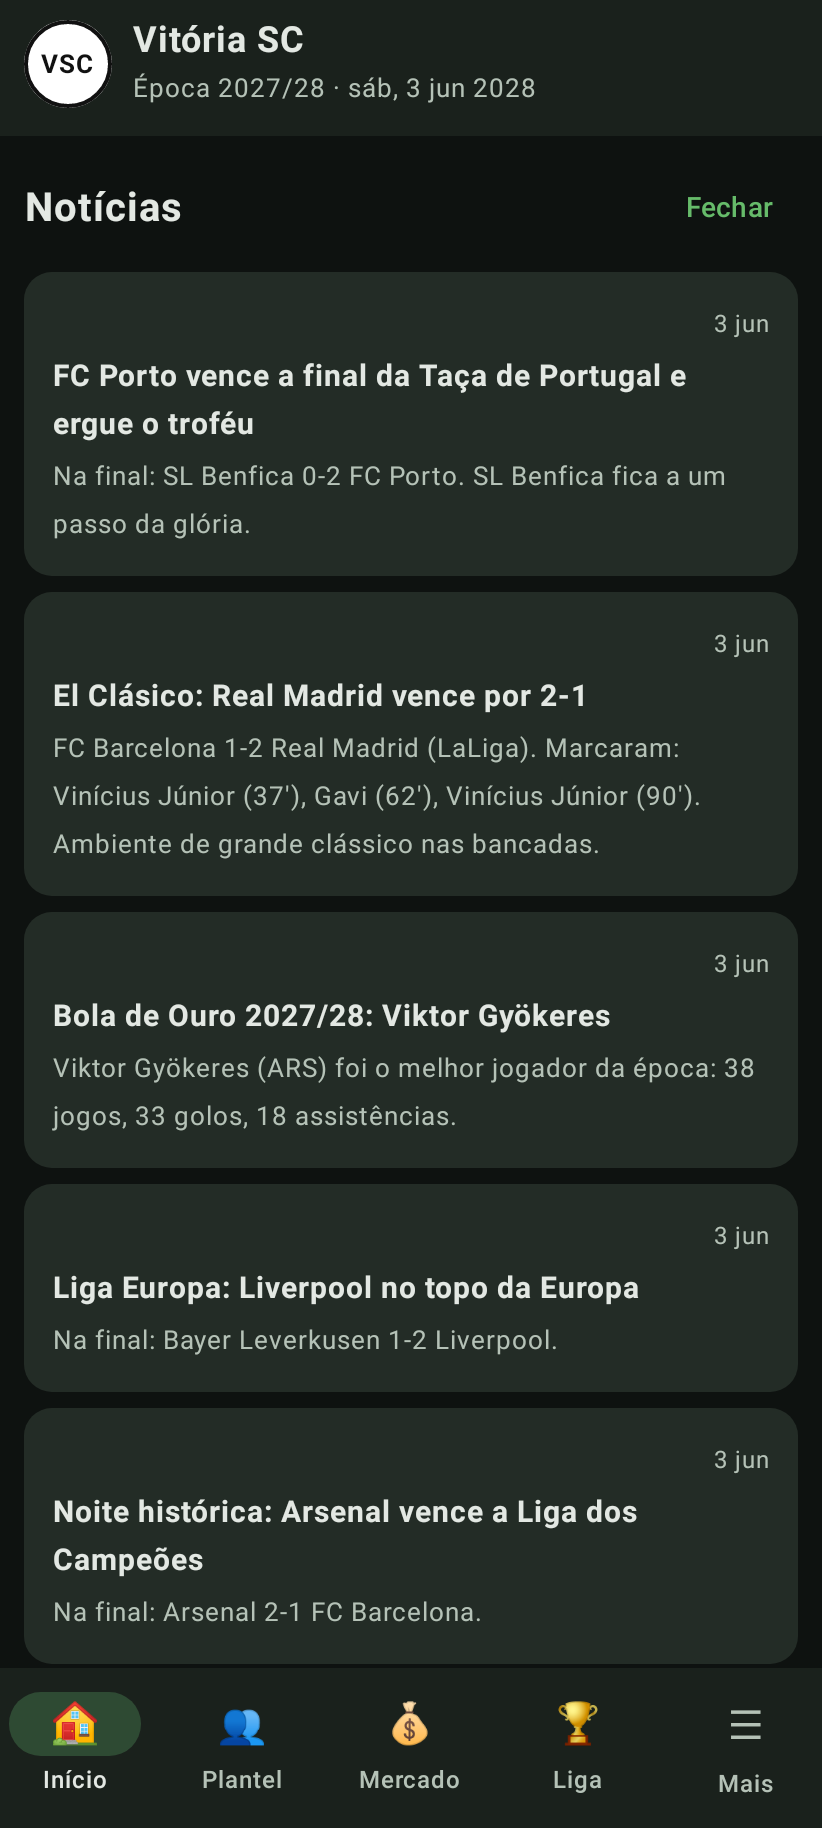 VSC
Vitória SC
Época 2027/28 · sáb, 3 jun 2028
Notícias
Fechar
3 jun
FC Porto vence a final da Taça de Portugal e
ergue o troféu
Na final: SL Benfica 0-2 FC Porto. SL Benfica fica a um
passo da glória.
3 jun
El Clásico: Real Madrid vence por 2-1
FC Barcelona 1-2 Real Madrid (LaLiga). Marcaram:
Vinícius Júnior (37'), Gavi (62'), Vinícius Júnior (90').
Ambiente de grande clássico nas bancadas.
3 jun
Bola de Ouro 2027/28: Viktor Gyökeres
Viktor Gyökeres (ARS) foi o melhor jogador da época: 38
jogos, 33 golos, 18 assistências.
3 jun
Liga Europa: Liverpool no topo da Europa
Na final: Bayer Leverkusen 1-2 Liverpool.
3 jun
Noite histórica: Arsenal vence a Liga dos
Campeões
Na final: Arsenal 2-1 FC Barcelona.
Início
Plantel
Mercado
Liga
Mais